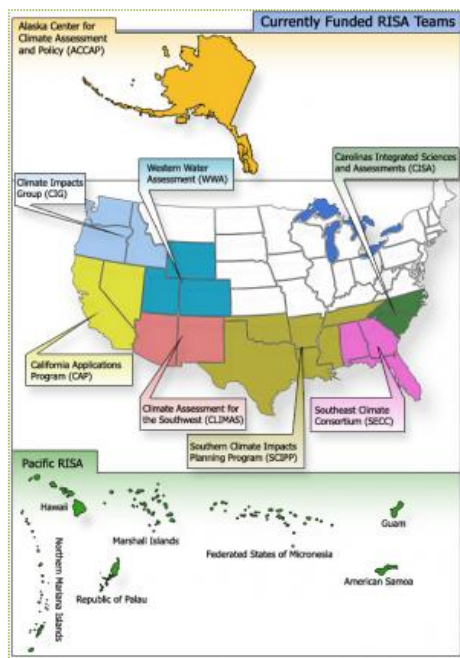 Currently Funded RISA Teams
Alaska Center for
Climate Assessment
and Policy (ACCAP)
Western Water
Assessment (WWA)
Carolinas Integrated Sciences
and Assessments (CISA)
Climate Impacts
Group (CIG)
California Applications
Program (CAP)
Climate Assessment for
the Southwest (CLIMAS)
Southeast Climate
Consortium (SECC)
Southern Climate Impacts
Planning Program (SCIPP)
Pacific RISA
Hawaii
Marshall Islands
Federated States of Micronesia
Guam
Northern Mariana Islands
Republic of Palau
American Samoa